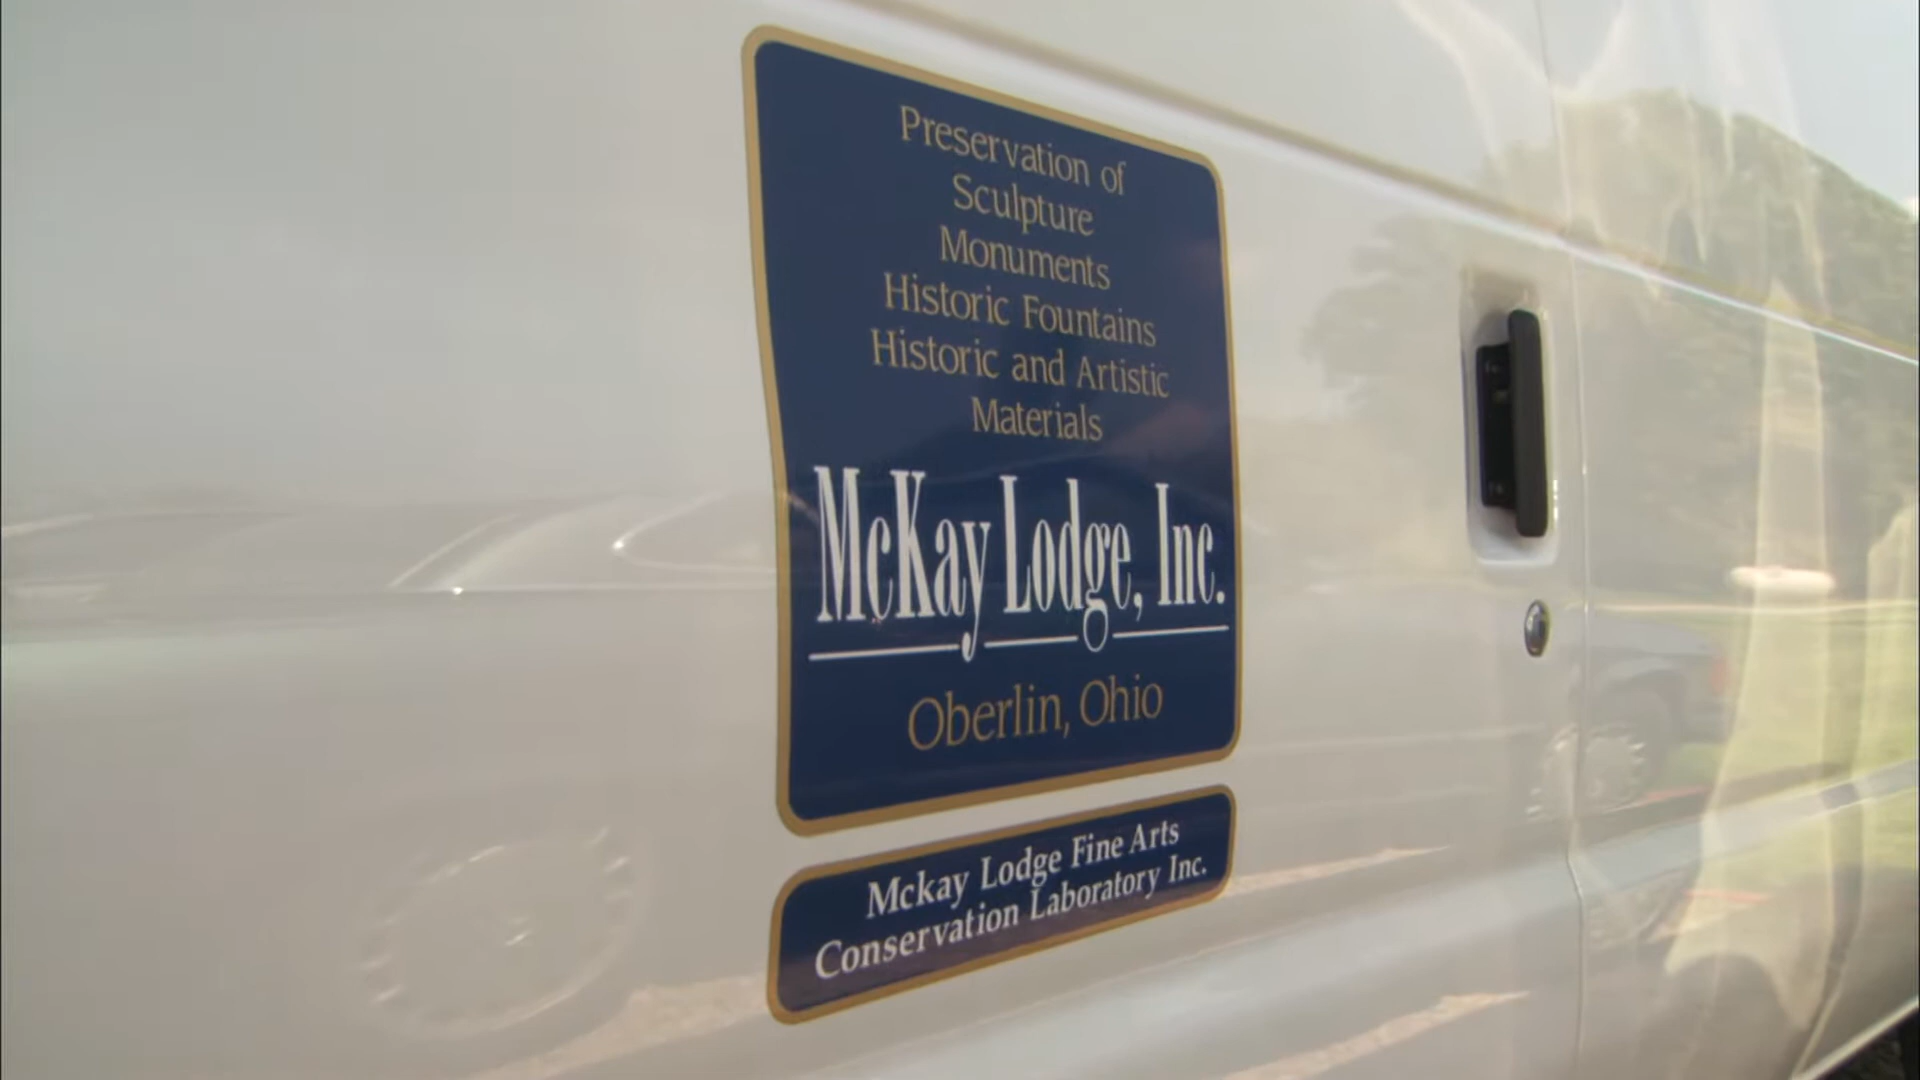 Preservation of
Sculpture
Monuments
Historic Fountains
Historic and Artistic
Materials
McKay Lodge, Inc.
Oberlin, Ohio
Mckay Lodge Fine Arts
Conservation Laboratory Inc.